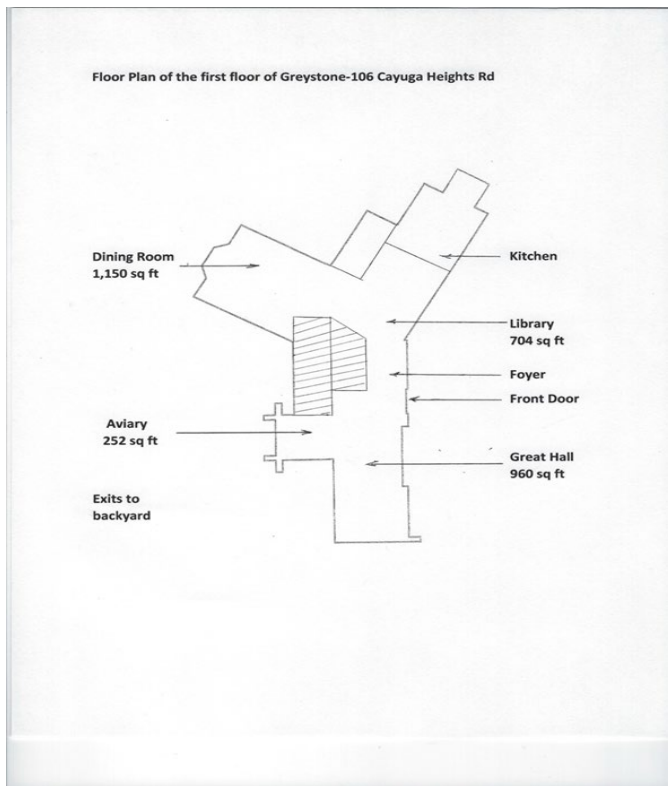 Floor Plan of the first floor of Greystone-106 Cayuga Heights Rd
Dining Room
1,150 sq ft
Kitchen
Library
704 sq ft
Foyer
Front Door
Aviary
252 sq ft
Great Hall
960 sq ft
Exits to
backyard